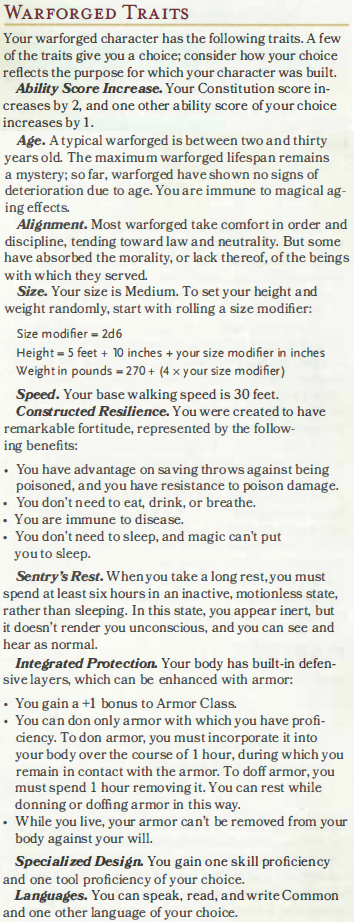 WARFORGED TRAITS
Your warforged character has the following traits. A few
of the traits give you a choice; consider how your choice
reflects the purpose for which your character was built.
Ability Score Increase. Your Constitution score in-
creases by 2, and one other ability score of your choice
increases by 1.
Age. A typical warforged is between two and thirty
years old. The maximum warforged lifespan remains
a mystery; so far, warforged have shown no signs of
deterioration due to age. You are immune to magical ag-
ing effects.
Alignment. Most warforged take comfort in order and
discipline, tending toward law and neutrality. But some
have absorbed the morality, or lack thereof, of the beings
with which they served.
Size. Your size is Medium. To set your height and
weight randomly, start with rolling a size modifier:
Size modifier = 2d6
Height = 5 feet + 10 inches + your size modifier in inches
Weight in pounds = 270 + (4 × your size modifier)
Speed. Your base walking speed is 30 feet.
Constructed Resilience. You were created to have
remarkable fortitude, represented by the follow-
ing benefits:
• You have advantage on saving throws against being
poisoned, and you have resistance to poison damage.
• You don't need to eat, drink, or breathe.
• You are immune to disease.
• You don't need to sleep, and magic can't put
you to sleep.
Sentry's Rest. When you take a long rest, you must
spend at least six hours in an inactive, motionless state,
rather than sleeping. In this state, you appear inert, but
it doesn't render you unconscious, and you can see and
hear as normal.
Integrated Protection. Your body has built-in defen-
sive layers, which can be enhanced with armor:
• You gain a +1 bonus to Armor Class.
• You can don only armor with which you have profi-
ciency. To don armor, you must incorporate it into
your body over the course of 1 hour, during which you
remain in contact with the armor. To doff armor, you
must spend 1 hour removing it. You can rest while
donning or doffing armor in this way.
• While you live, your armor can't be removed from your
body against your will.
Specialized Design. You gain one skill proficiency
and one tool proficiency of your choice.
Languages. You can speak, read, and write Common
and one other language of your choice.